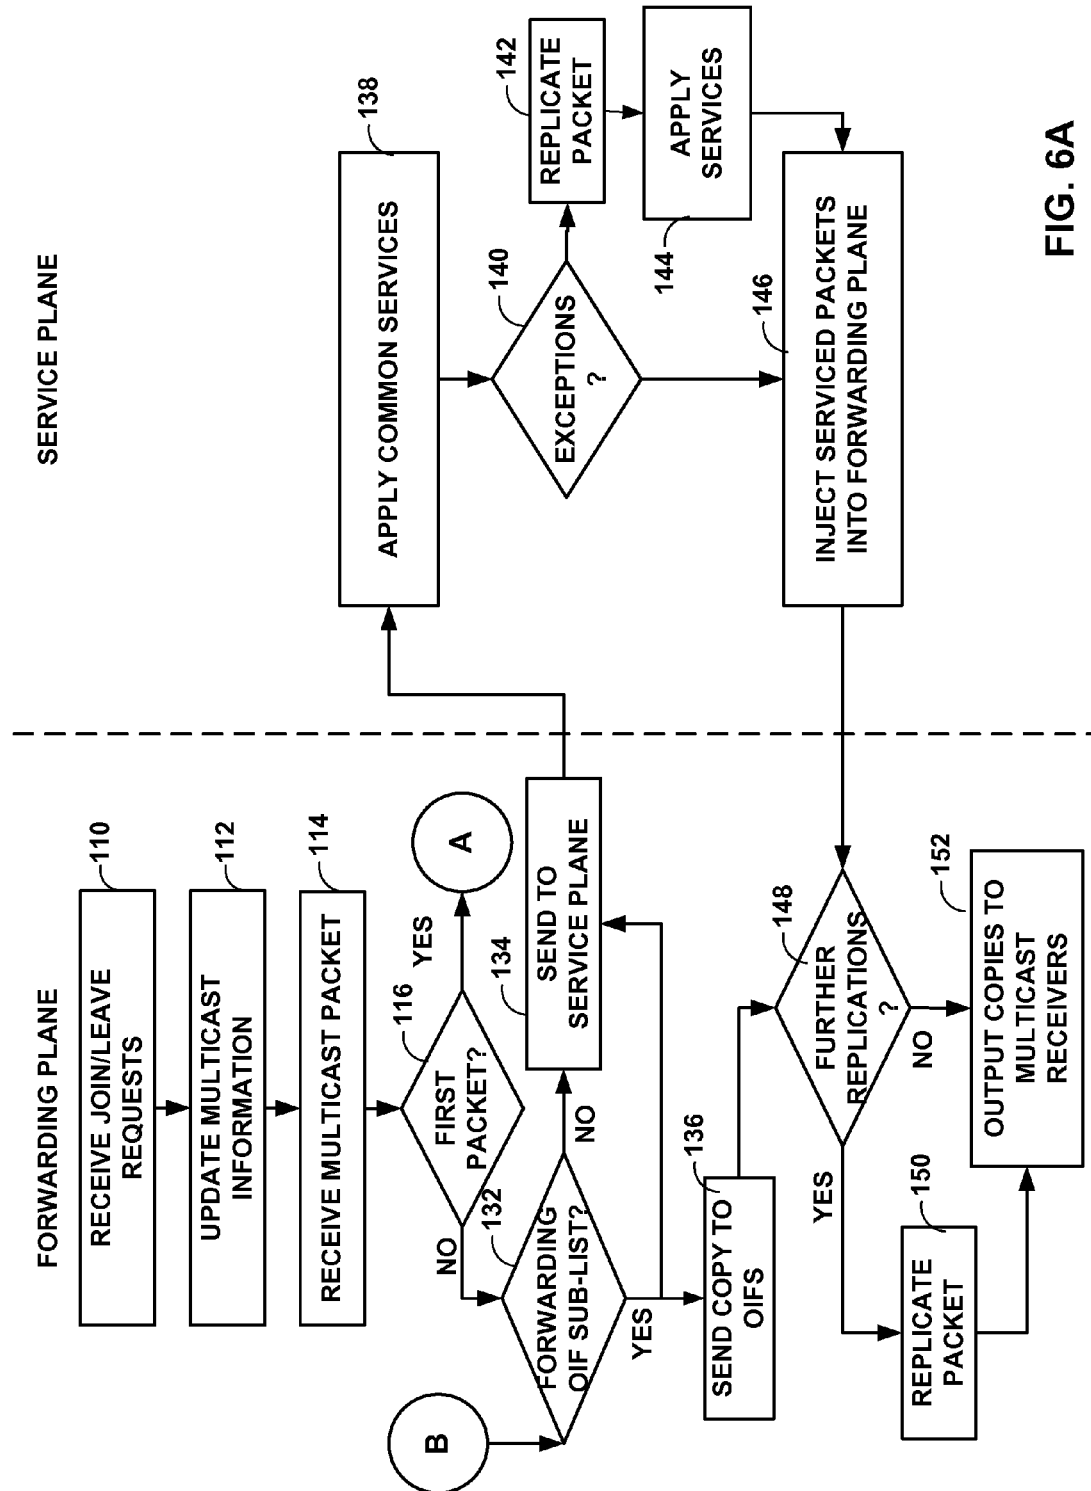 FORWARDING PLANE
SERVICE PLANE
110
RECEIVE JOIN/LEAVE
REQUESTS
112
UPDATE MULTICAST
INFORMATION
114
RECEIVE MULTICAST PACKET
116
FIRST
PACKET?
YES
A
NO
B
132
FORWARDING
OIF SUB-LIST?
NO
YES
134
SEND TO
SERVICE PLANE
136
SEND COPY TO
OIFS
138
APPLY COMMON SERVICES
140
EXCEPTIONS
?
142
REPLICATE
PACKET
144
APPLY
SERVICES
146
INJECT SERVICED PACKETS
INTO FORWARDING PLANE
148
FURTHER
REPLICATIONS
?
YES
NO
150
REPLICATE
PACKET
152
OUTPUT COPIES TO
MULTICAST
RECEIVERS
FIG. 6A